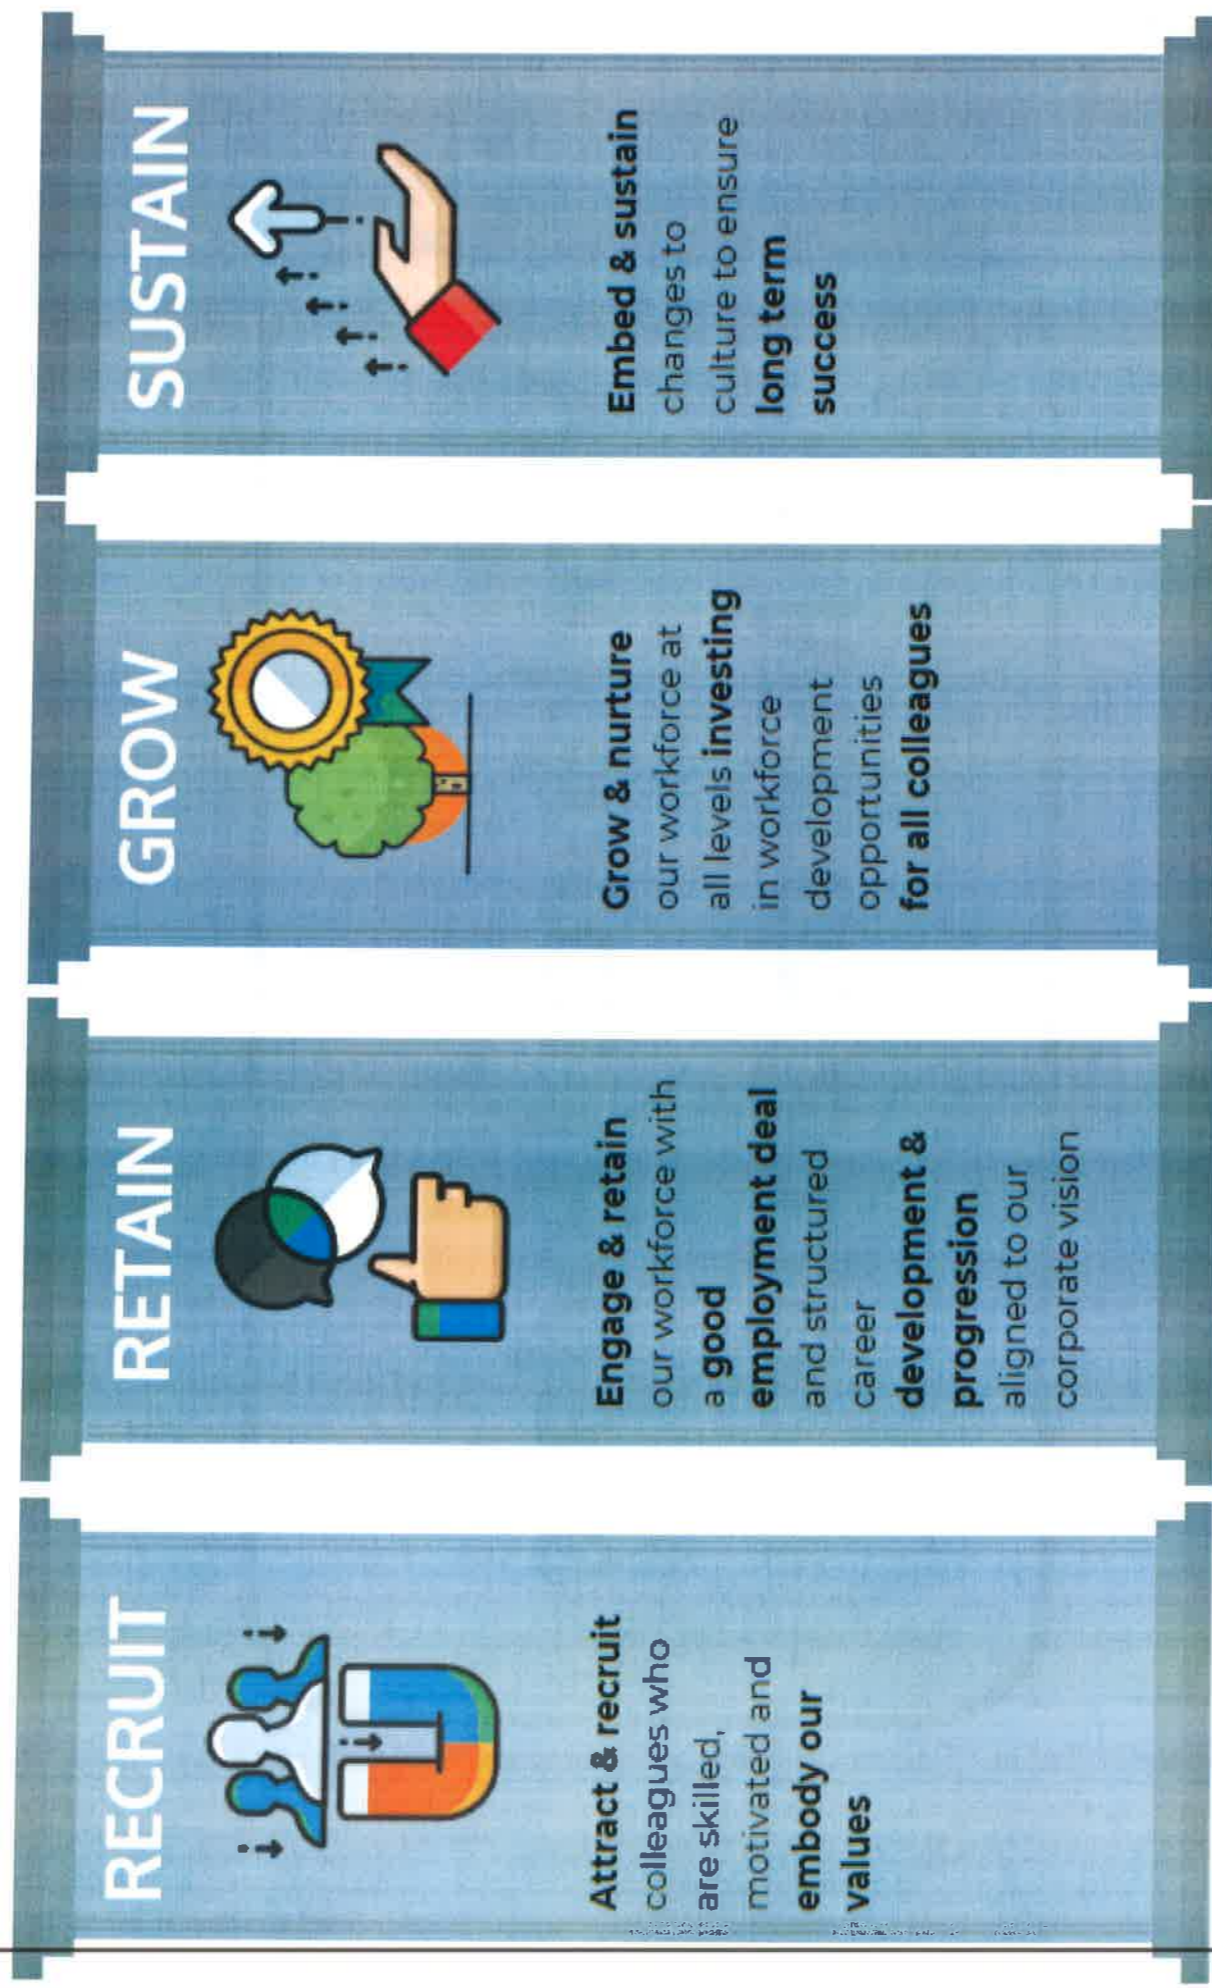 RECRUIT
Attract & recruit
colleagues who
are skilled,
motivated and
embody our
values
RETAIN
Engage & retain
our workforce with
a good
employment deal
and structured
career
development &
progression
aligned to our
corporate vision
GROW
Grow & nurture
our workforce at
all levels investing
in workforce
development
opportunities
for all colleagues
SUSTAIN
Embed & sustain
changes to
culture to ensure
long term
success